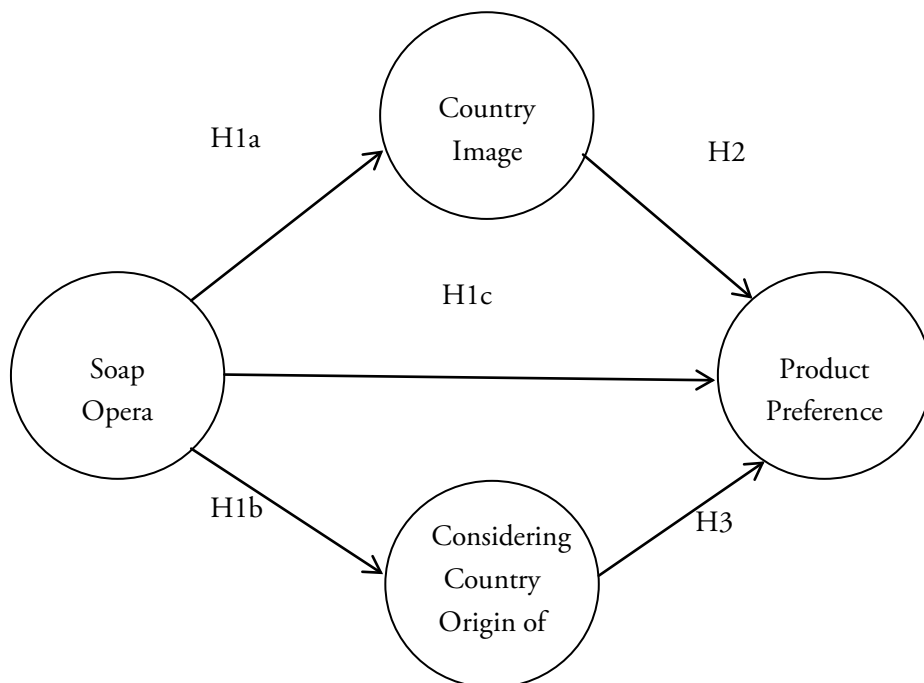 Country
Image
H1a
H2
H1c
Soap
Opera
Product
Preference
H1b
H3
Considering
Country
Origin of